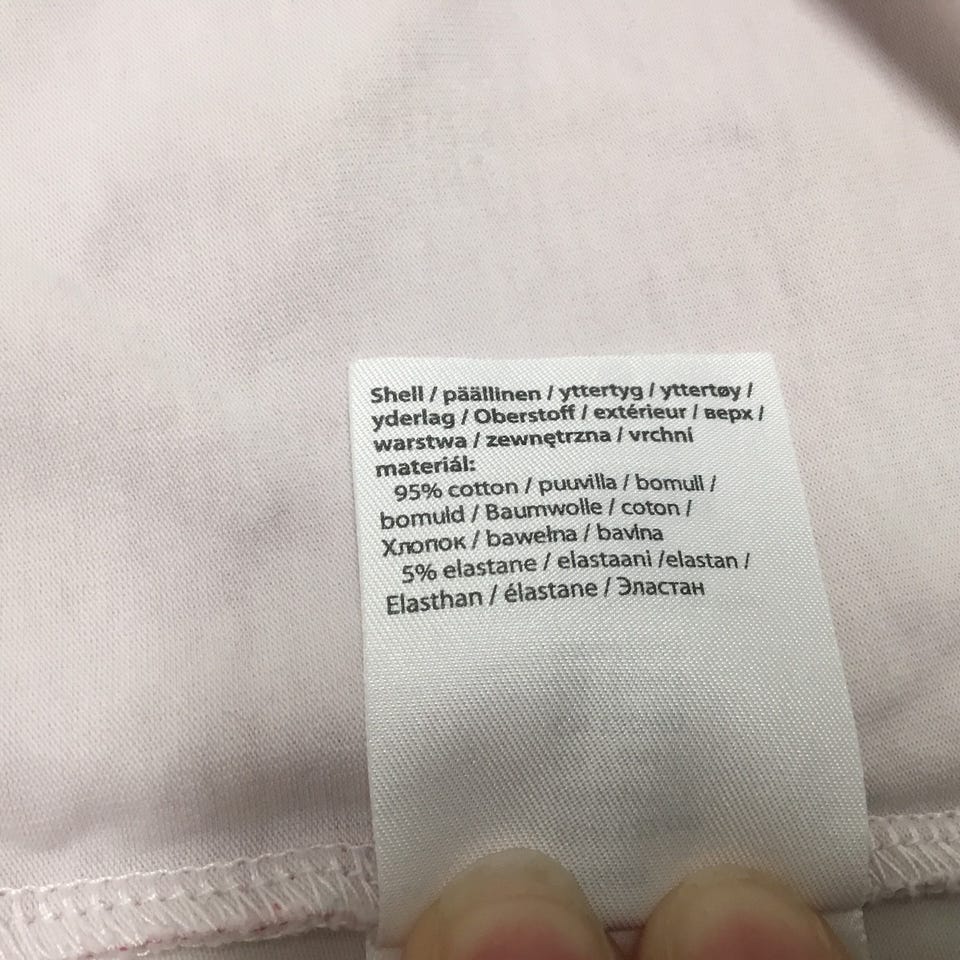 Shell / päällinen / yttertyg / yttertøy /
yderlag / Oberstoff / extérieur / верх /
warstwa / zewnętrzna / vrchní
materiál:
95% cotton / puuvilla / bomull /
bomuld / Baumwolle / coton /
Хлопок / bawełna / bavlna
5% elastane / elastaani /elastan /
Elasthan / élastane / Эластан